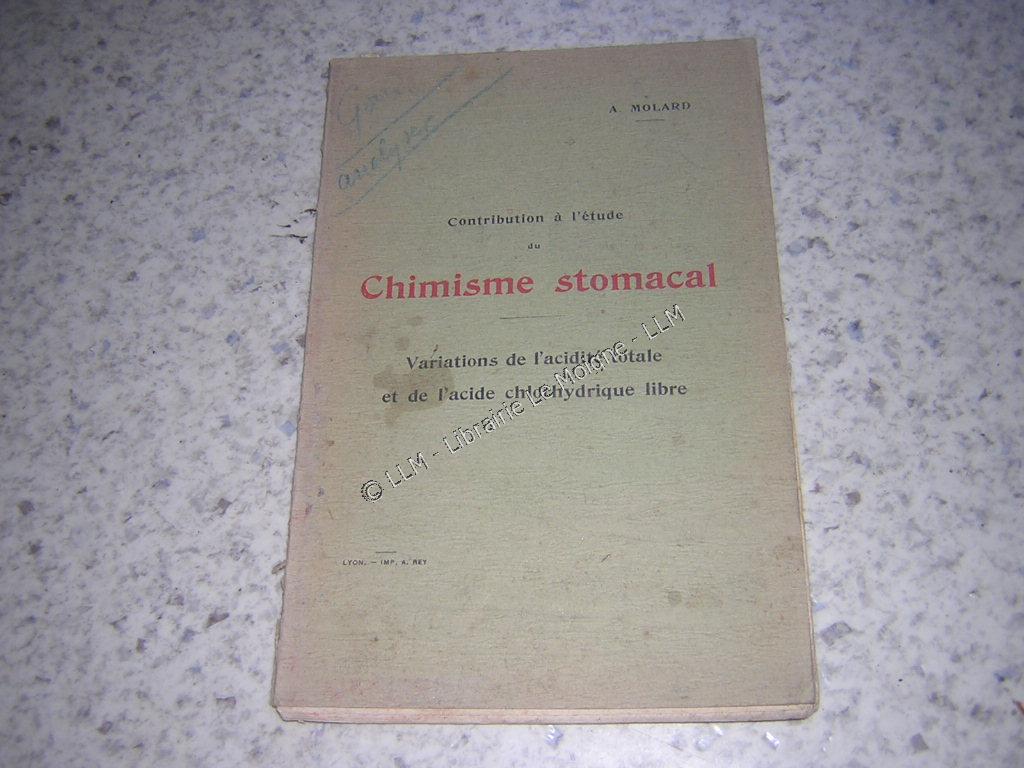 analyses
A. MOLARD
Contribution à l'étude
du
Chimisme stomacal
Variations de l'acidité totale
et de l'acide chlorhydrique libre
© LLM - Librairie Le Moigne - LLM
LYON. — IMP. A. REY